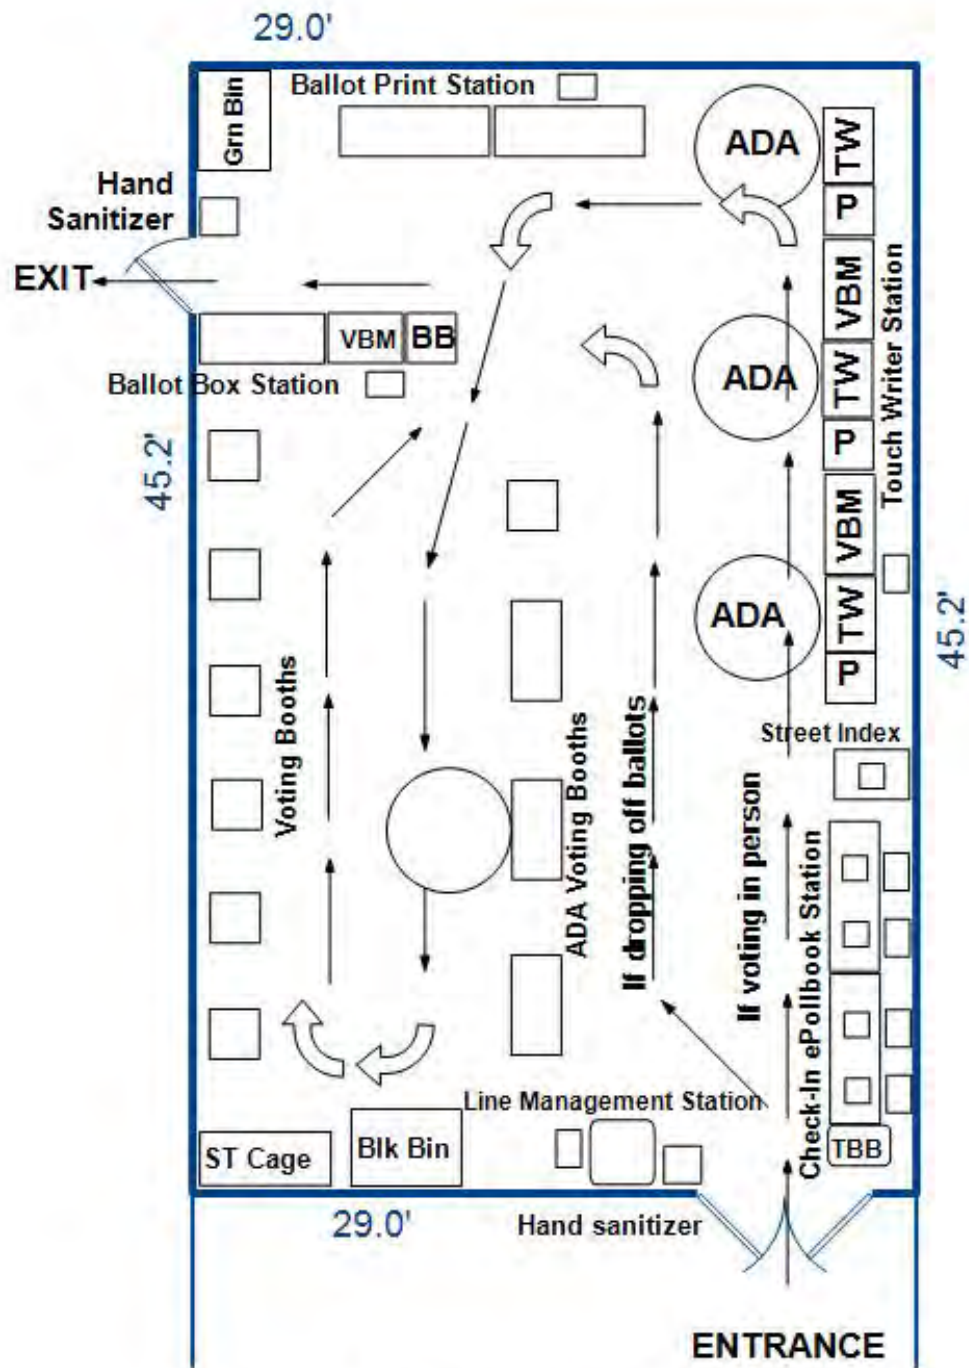 29.0'
Ballot Print Station
Grn Bin
ADA
TW
Hand
Sanitizer
P
EXIT
VBM
VBM
BB
ADA
TW
Touch Writer Station
Ballot Box Station
P
45.2'
VBM
ADA
TW
45.2'
P
Voting Booths
ADA Voting Booths
If dropping off ballots
If voting in person
Street Index
Check-In ePollbook Station
Line Management Station
ST Cage
Blk Bin
TBB
29.0'
Hand sanitizer
ENTRANCE